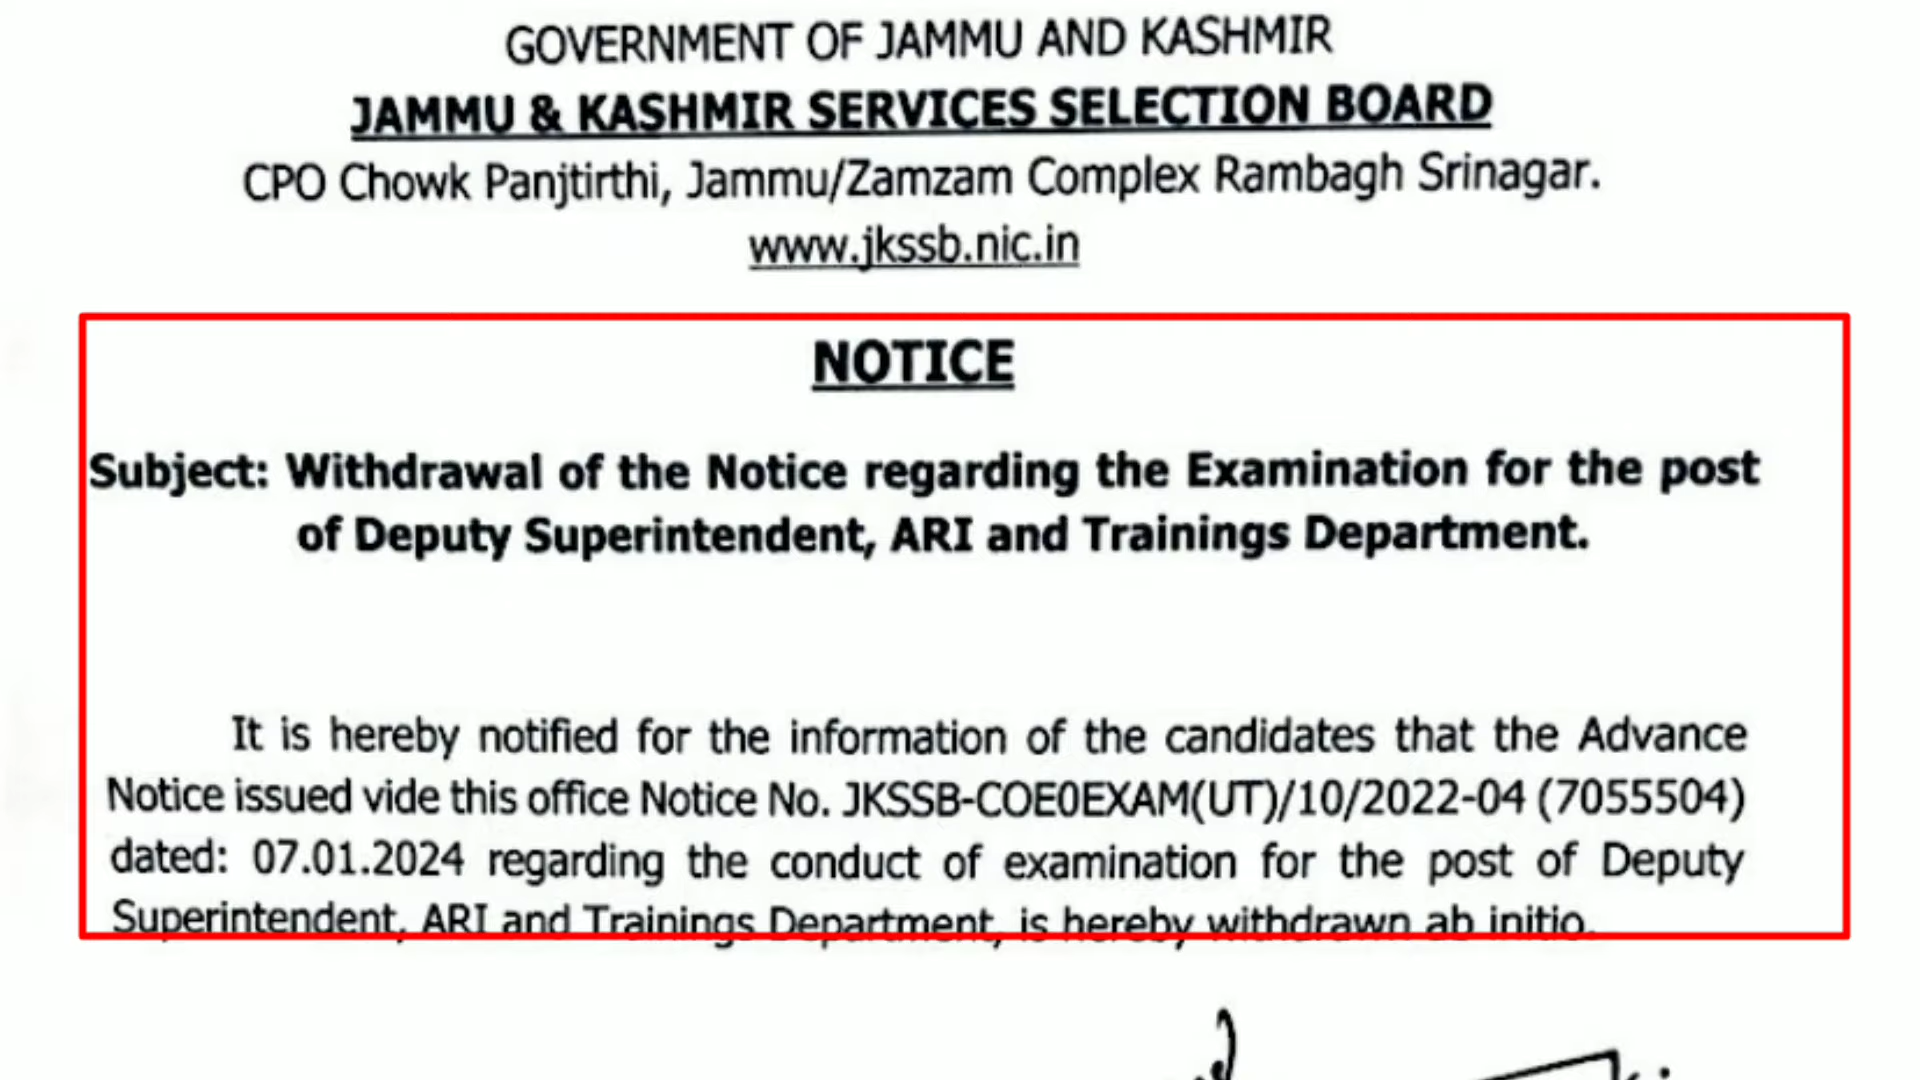 GOVERNMENT OF JAMMU AND KASHMIR
JAMMU & KASHMIR SERVICES SELECTION BOARD
CPO Chowk Panjtirthi, Jammu/Zamzam Complex Rambagh Srinagar.
www.jkssb.nic.in
NOTICE
Subject: Withdrawal of the Notice regarding the Examination for the post
of Deputy Superintendent, ARI and Trainings Department.
It is hereby notified for the information of the candidates that the Advance
Notice issued vide this office Notice No. JKSSB-COE0EXAM(UT)/10/2022-04 (7055504)
dated: 07.01.2024 regarding the conduct of examination for the post of Deputy
Superintendent, ARI and Trainings Department, is hereby withdrawn ab initio.